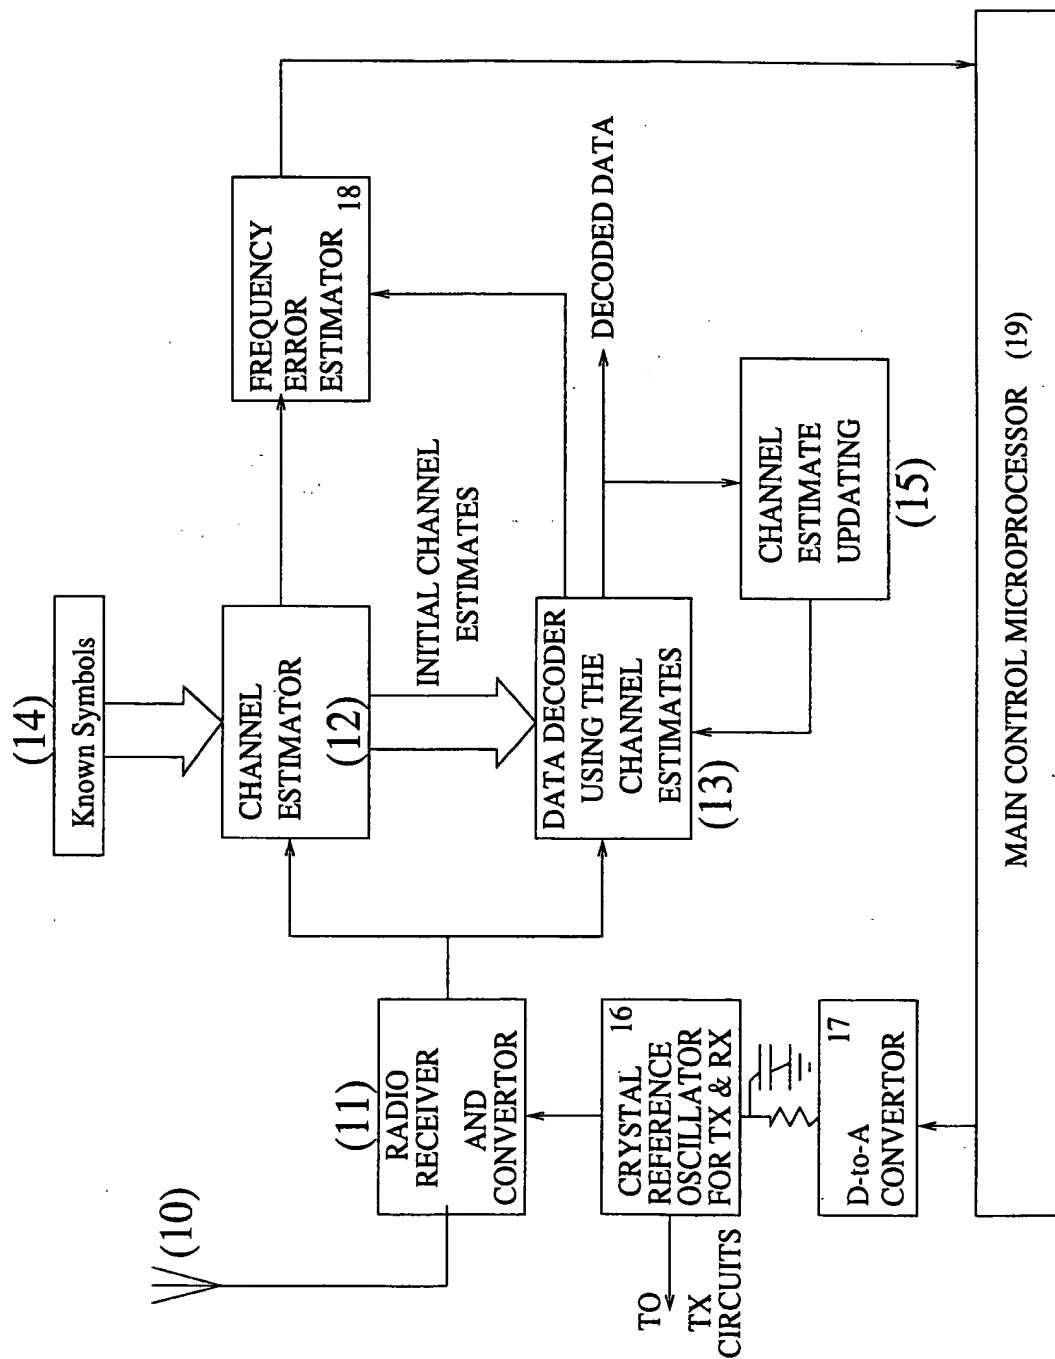 (14)
Known Symbols
CHANNEL
ESTIMATOR
(12)
FREQUENCY
ERROR
ESTIMATOR
18
INITIAL CHANNEL
ESTIMATES
(10)
(11)
RADIO
RECEIVER
AND
CONVERTOR
DATA DECODER
USING THE
CHANNEL
ESTIMATES
(13)
DECODED DATA
CHANNEL
ESTIMATE
UPDATING
(15)
16
CRYSTAL
REFERENCE
OSCILLATOR
FOR TX & RX
TO
TX
CIRCUITS
17
D-to-A
CONVERTOR
MAIN CONTROL MICROPROCESSOR (19)